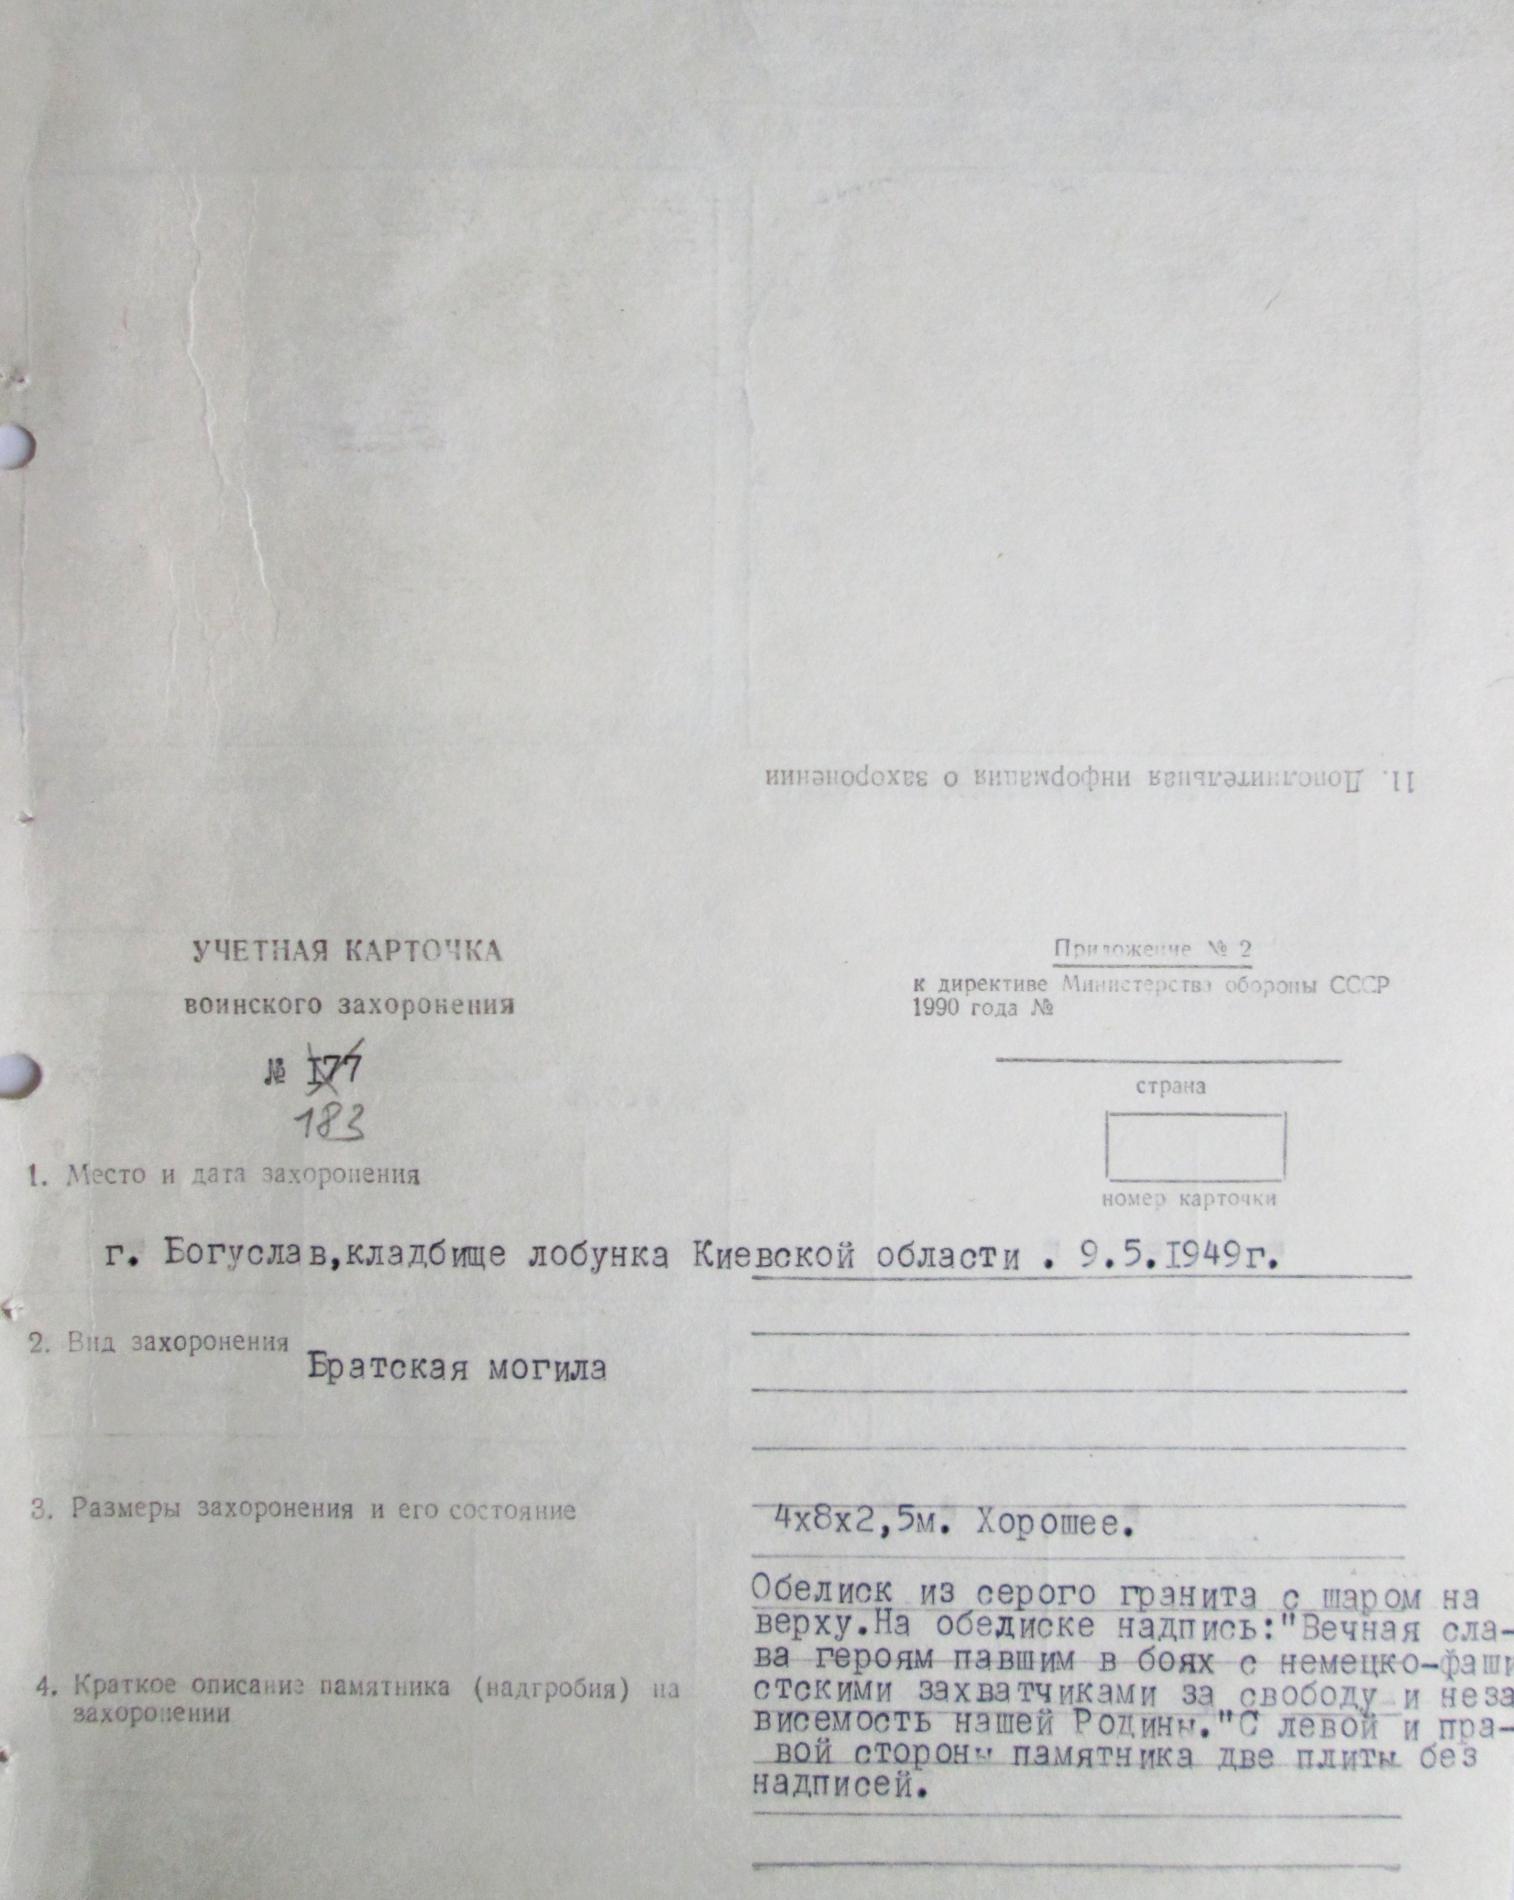 11. Дополнительная информация о захоронении
УЧЕТНАЯ КАРТОЧКА
воинского захоронения
№ 177
183
Приложение № 2
к директиве Министерства обороны СССР
1990 года №
страна
номер карточки
1. Место и дата захоронения
г. Богуслав,кладбище лобунка Киевской области . 9.5.1949г.
2. Вид захоронения
Братская могила
3. Размеры захоронения и его состояние
4х8х2,5м. Хорошее.
4. Краткое описание памятника (надгробия) на
захоронении
Обелиск из серого гранита с шаром на
верху.На обелиске надпись:"Вечная сла-
ва героям павшим в боях с немецко-фаши
стскими захватчиками за свободу и неза
висемость нашей Родины."С левой и пра-
вой стороны памятника две плиты без
надписей.